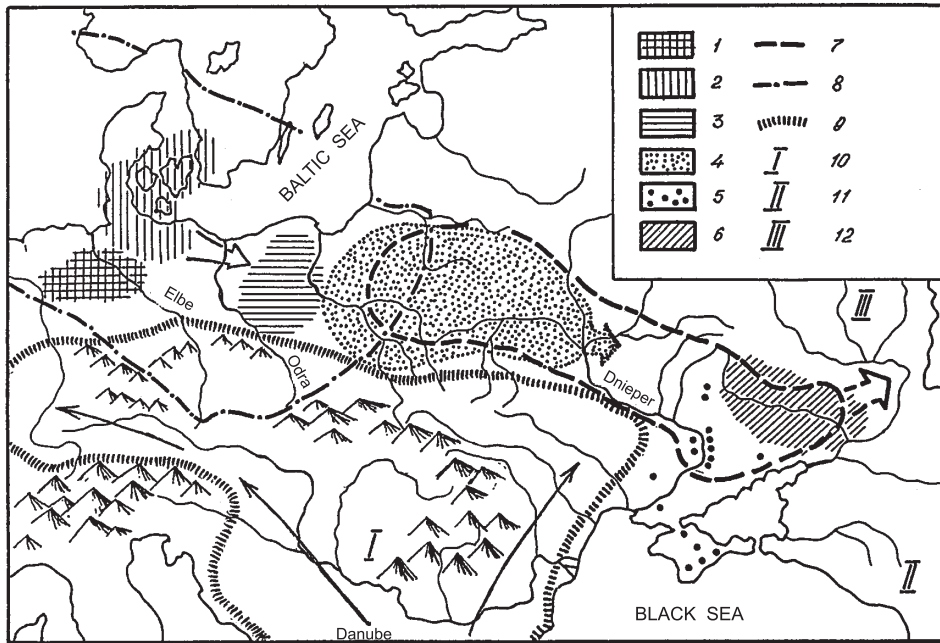 1 7
2 8
3 9
4 I 10
5 II 11
6 III 12
BALTIC SEA
III
Elbe
Odra
Dnieper
I
II
BLACK SEA
Danube